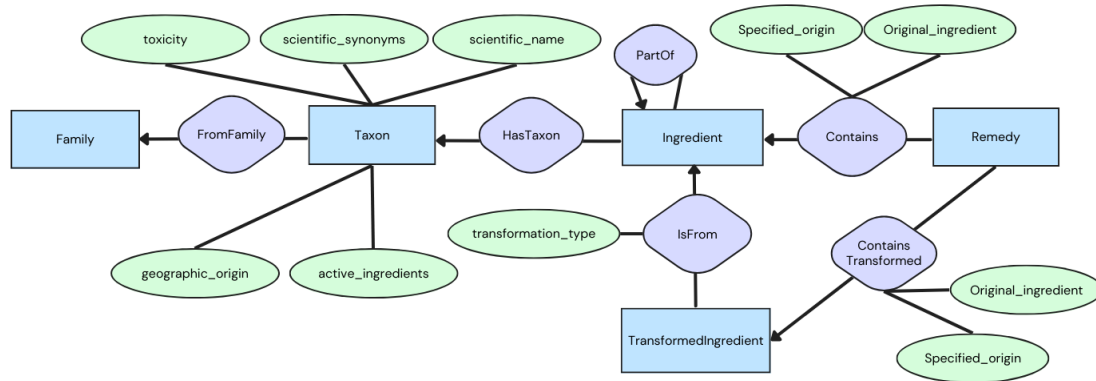 toxicity
scientific_synonyms
scientific_name
Specified_origin
Original_ingredient
PartOf
Family
FromFamily
Taxon
HasTaxon
Ingredient
Contains
Remedy
transformation_type
IsFrom
Contains
Transformed
geographic_origin
active_ingredients
Original_ingredient
TransformedIngredient
Specified_origin